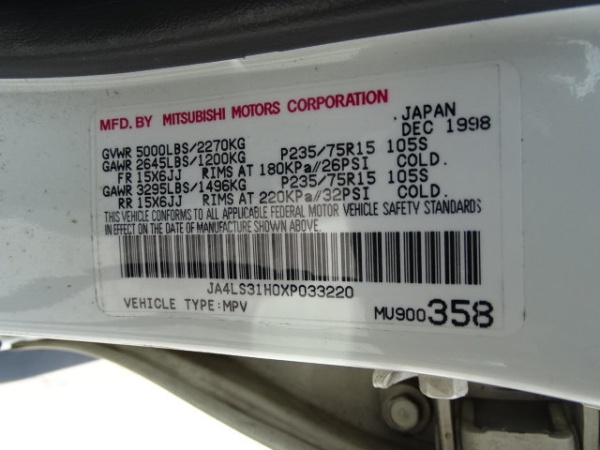 MFD. BY MITSUBISHI MOTORS CORPORATION JAPAN
DEC 1998
GVWR 5000LBS/2270KG
GAWR 2645LBS/1200KG P235/75R15 105S
FR 15X6JJ RIMS AT 180KPa//26PSI COLD.
GAWR 3295LBS/1496KG P235/75R15 105S
RR 15X6JJ RIMS AT 220KPa//32PSI COLD.
THIS VEHICLE CONFORMS TO ALL APPLICABLE FEDERAL MOTOR VEHICLE SAFETY STANDARDS
IN EFFECT ON THE DATE OF MANUFACTURE SHOWN ABOVE.
JA4LS31H0XP033220
VEHICLE TYPE:MPV MU900358